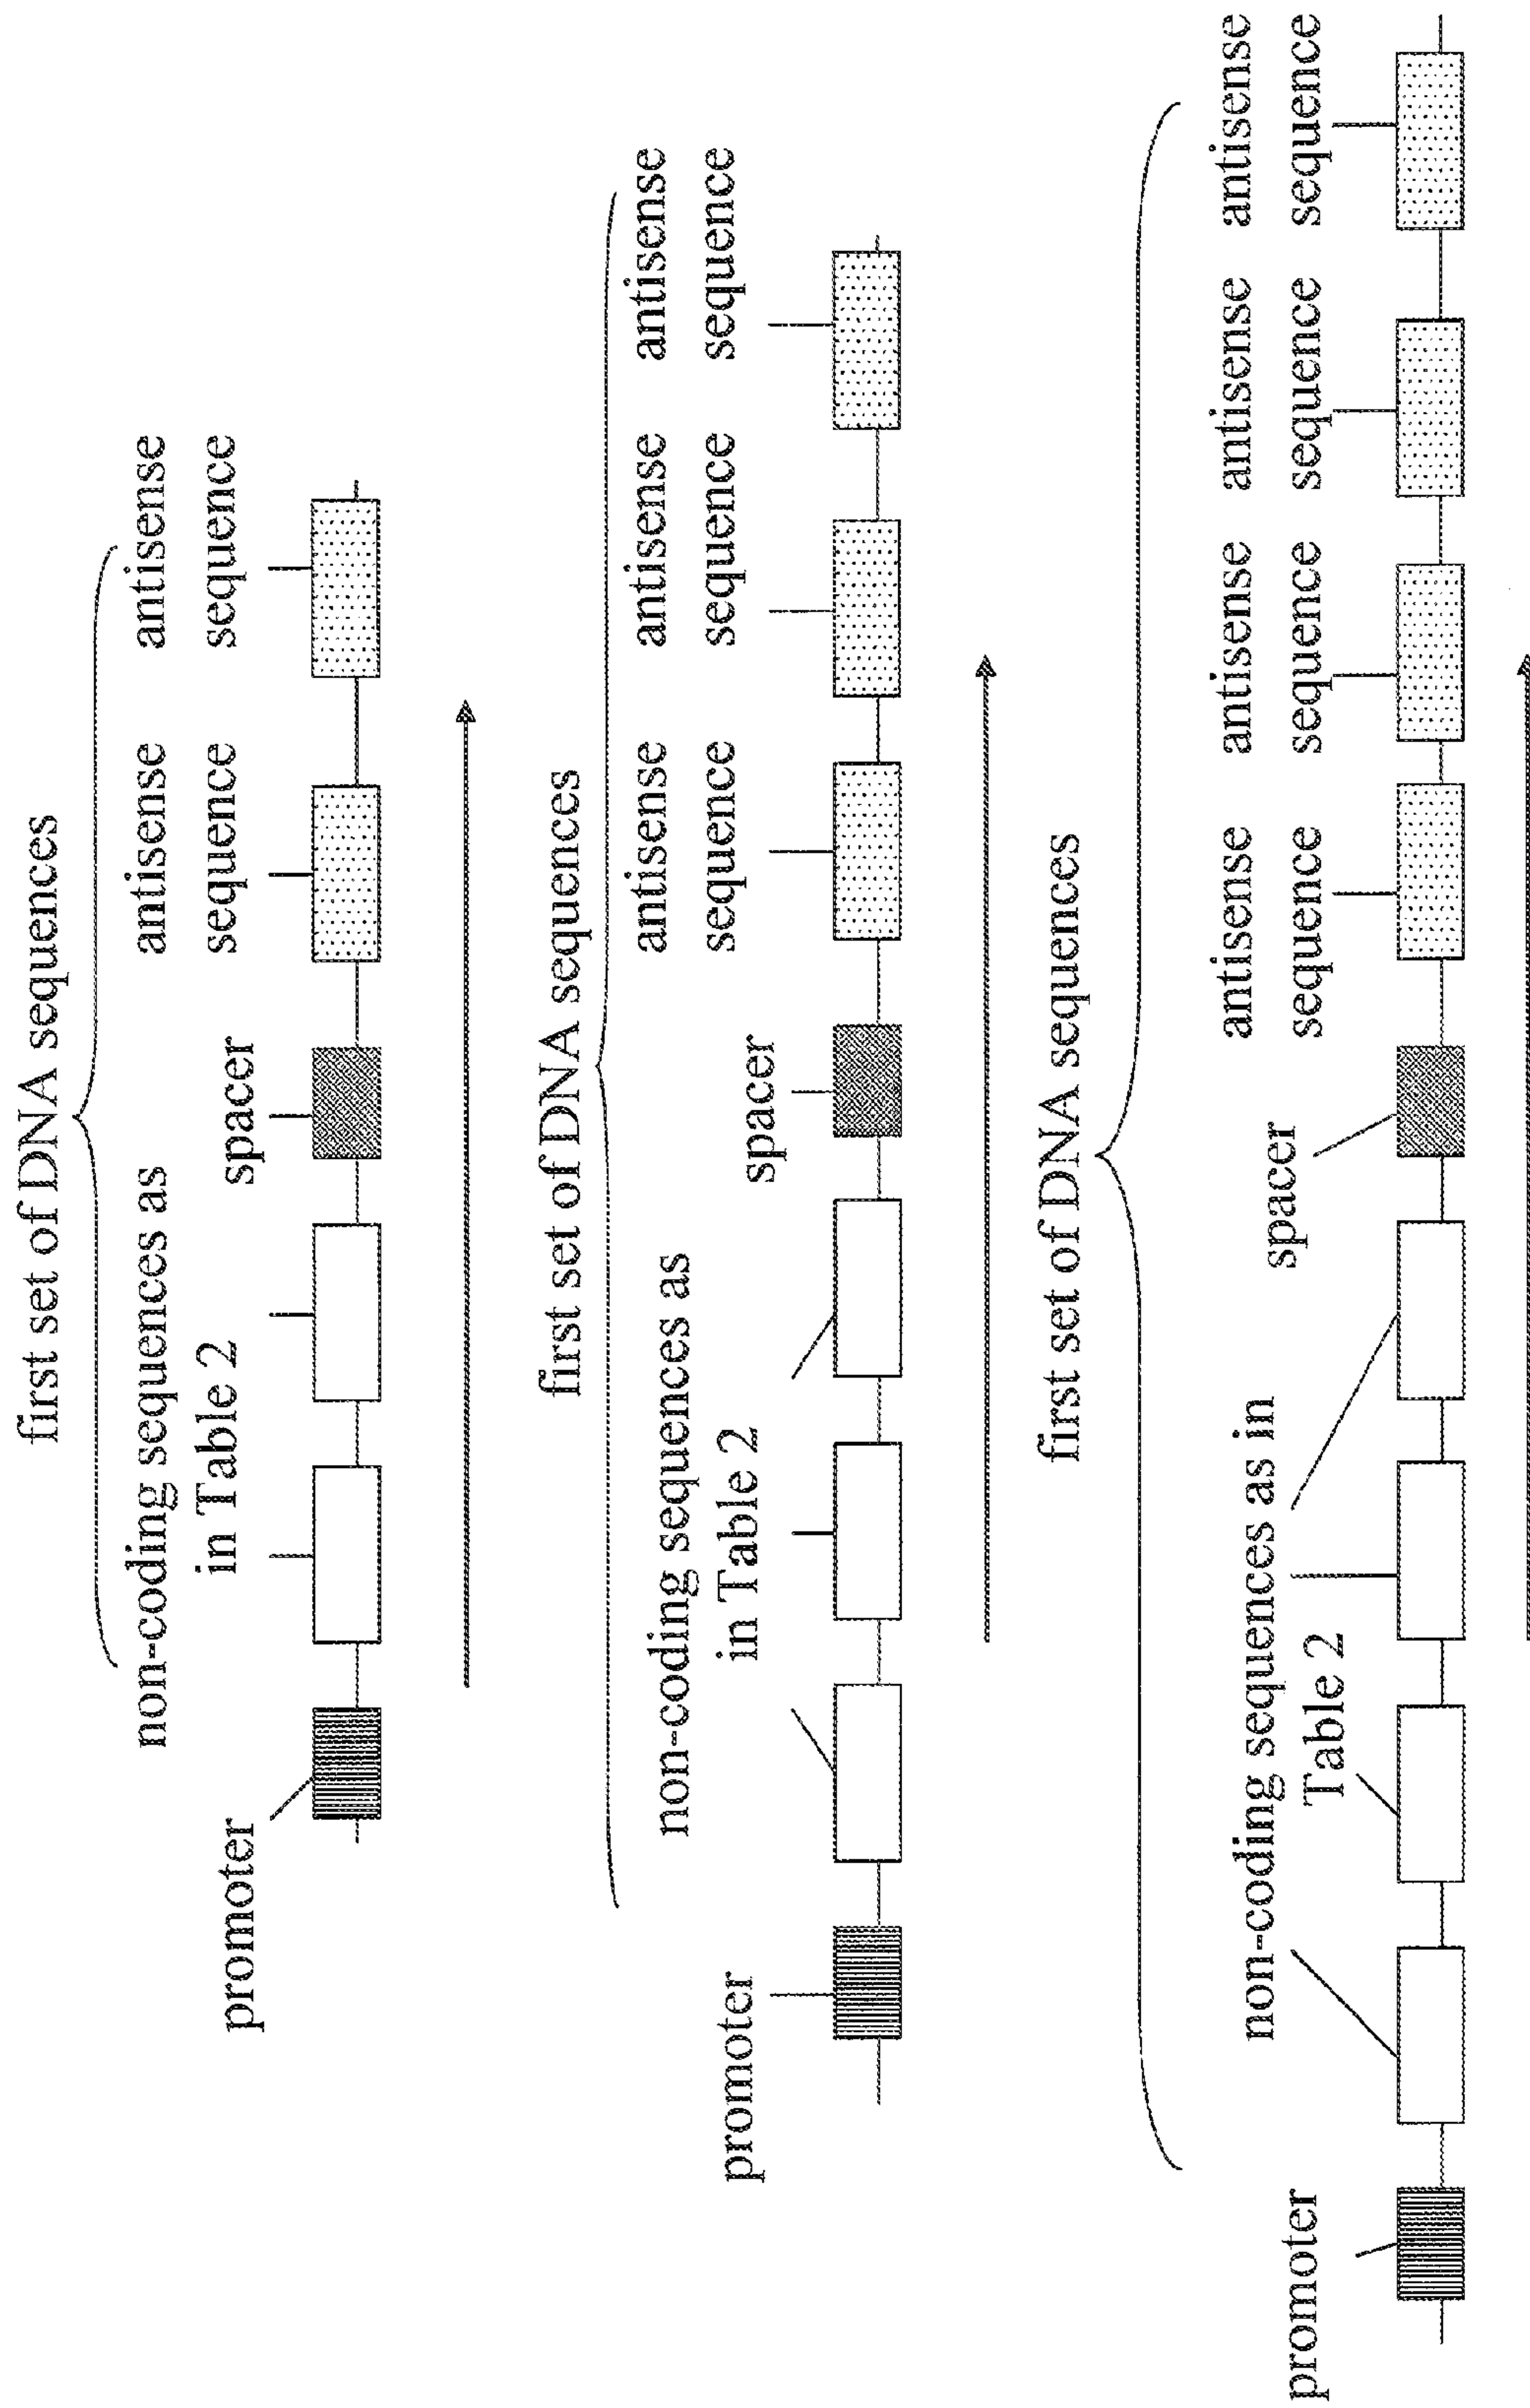 first set of DNA sequences
non-coding sequences as
in Table 2
promoter
spacer
antisense
sequence
antisense
sequence
first set of DNA sequences
non-coding sequences as
in Table 2
promoter
spacer
antisense
sequence
antisense
sequence
antisense
sequence
first set of DNA sequences
non-coding sequences as in
Table 2
promoter
spacer
antisense
sequence
antisense
sequence
antisense
sequence
antisense
sequence